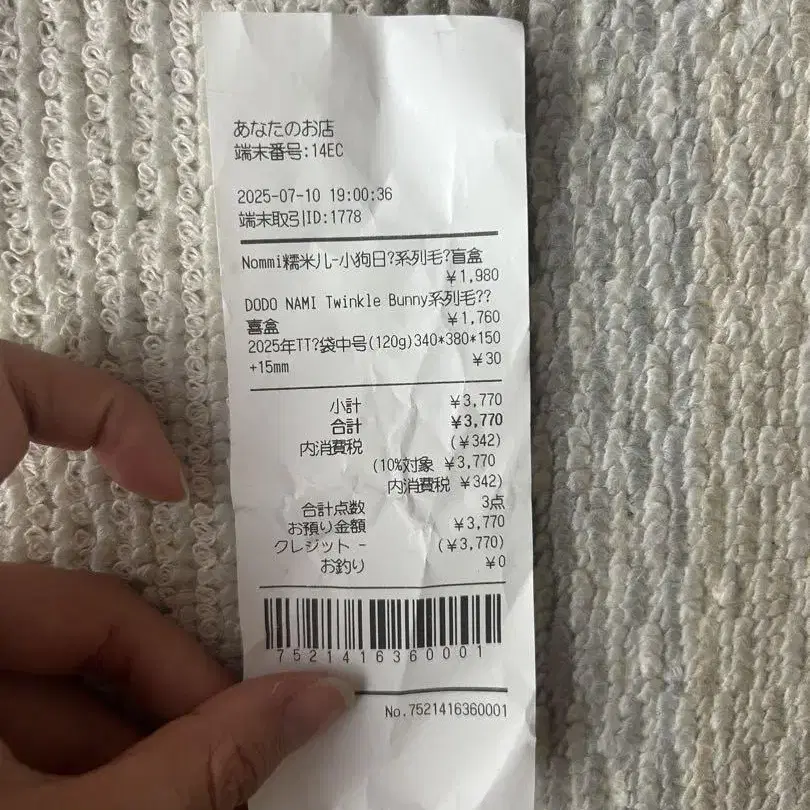 あなたのお店
端末番号:14EC
2025-07-10 19:00:36
端末取引ID:1778
Nommi糯米儿-小狗日?系列毛?盲盒
¥1,980
DODO NAMI Twinkle Bunny系列毛??
喜盒
¥1,760
2025年TT?袋中号(120g)340*380*150
+15mm ¥30
小計 ¥3,770
合計 ¥3,770
内消費税 (¥342)
(10%対象 ¥3,770
内消費税 ¥342)
合計点数 3点
お預り金額 ¥3,770
クレジット - (¥3,770)
お釣り ¥0
7521416360001
No.7521416360001